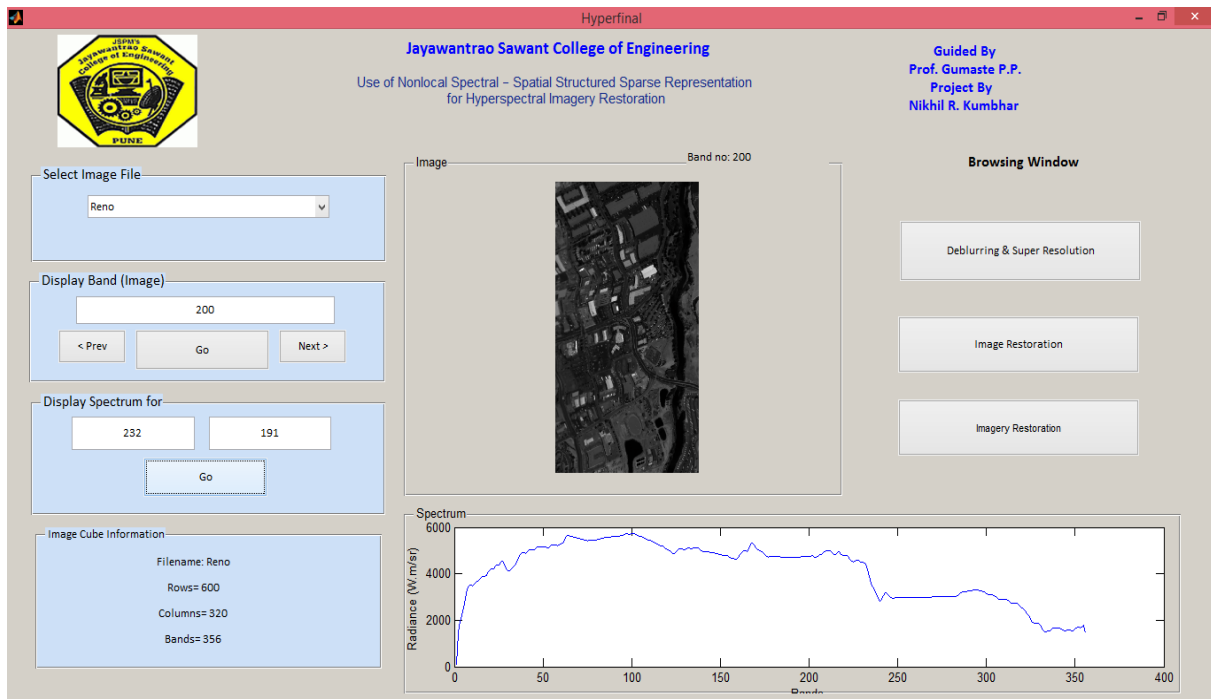 Hyperfinal
JSPM's
Jayawantrao Sawant
College of Engineering
PUNE
Jayawantrao Sawant College of Engineering
Use of Nonlocal Spectral – Spatial Structured Sparse Representation
for Hyperspectral Imagery Restoration
Guided By
Prof. Gumaste P.P.
Project By
Nikhil R. Kumbhar
Select Image File
Reno
Display Band (Image)
200
< Prev
Go
Next >
Display Spectrum for
232
191
Go
Image Cube Information
Filename: Reno
Rows= 600
Columns= 320
Bands= 356
Image
Band no: 200
Browsing Window
Deblurring & Super Resolution
Image Restoration
Imagery Restoration
Spectrum
Radiance (W.m/sr)
6000
4000
2000
0
0
50
100
150
200
250
300
350
400
Bands